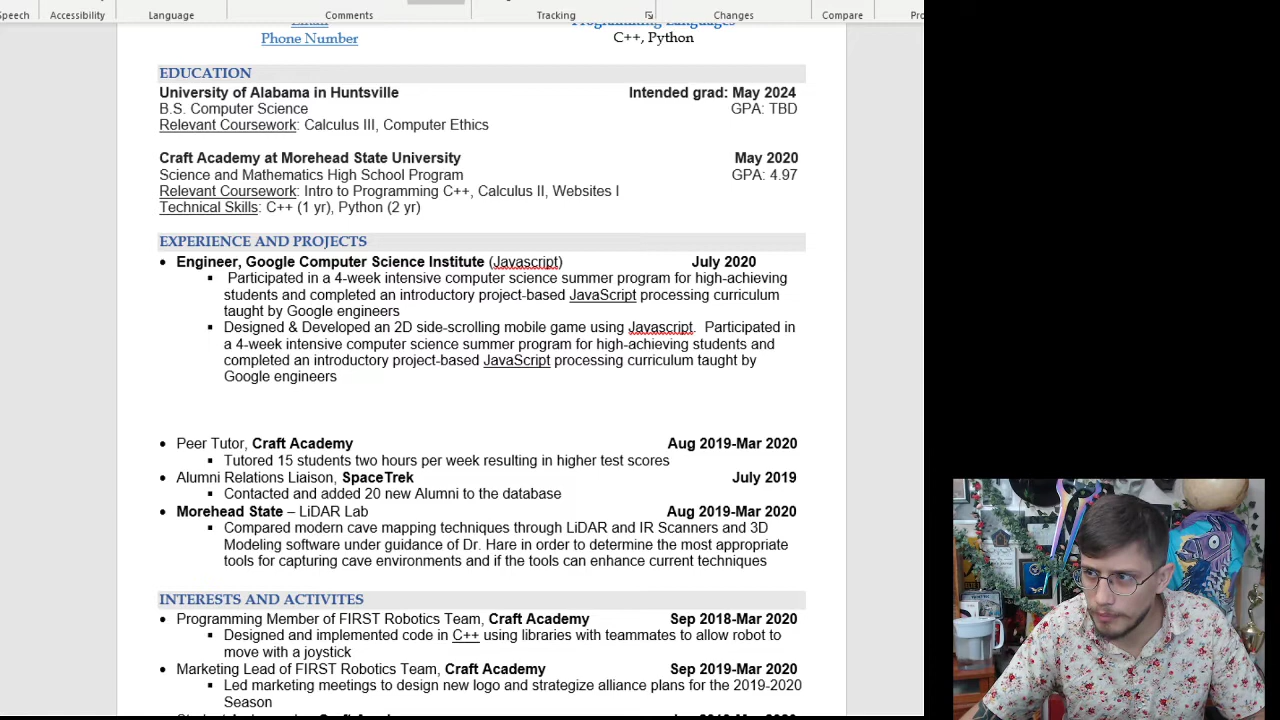 Speech Accessibility Language Comments Tracking Changes Compare
Email
Programming Languages
Phone Number C++, Python
EDUCATION
University of Alabama in Huntsville Intended grad: May 2024
B.S. Computer Science GPA: TBD
Relevant Coursework: Calculus III, Computer Ethics
Craft Academy at Morehead State University May 2020
Science and Mathematics High School Program GPA: 4.97
Relevant Coursework: Intro to Programming C++, Calculus II, Websites I
Technical Skills: C++ (1 yr), Python (2 yr)
EXPERIENCE AND PROJECTS
• Engineer, Google Computer Science Institute (Javascript) July 2020
▪ Participated in a 4-week intensive computer science summer program for high-achieving
students and completed an introductory project-based JavaScript processing curriculum
taught by Google engineers
▪ Designed & Developed an 2D side-scrolling mobile game using Javascript. Participated in
a 4-week intensive computer science summer program for high-achieving students and
completed an introductory project-based JavaScript processing curriculum taught by
Google engineers
• Peer Tutor, Craft Academy Aug 2019-Mar 2020
▪ Tutored 15 students two hours per week resulting in higher test scores
• Alumni Relations Liaison, SpaceTrek July 2019
▪ Contacted and added 20 new Alumni to the database
• Morehead State – LiDAR Lab Aug 2019-Mar 2020
▪ Compared modern cave mapping techniques through LiDAR and IR Scanners and 3D
Modeling software under guidance of Dr. Hare in order to determine the most appropriate
tools for capturing cave environments and if the tools can enhance current techniques
INTERESTS AND ACTIVITES
• Programming Member of FIRST Robotics Team, Craft Academy Sep 2018-Mar 2020
▪ Designed and implemented code in C++ using libraries with teammates to allow robot to
move with a joystick
• Marketing Lead of FIRST Robotics Team, Craft Academy Sep 2019-Mar 2020
▪ Led marketing meetings to design new logo and strategize alliance plans for the 2019-2020
Season